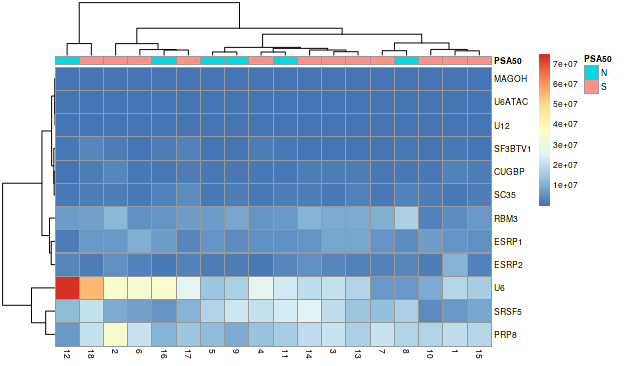 PSA50
MAGOH
U6ATAC
U12
SF3BTV1
CUGBP
SC35
RBM3
ESRP1
ESRP2
U6
SRSF5
PRP8
12 18 2 6 16 17 5 9 4 11 14 3 13 7 8 10 1 15
7e+07
6e+07
5e+07
4e+07
3e+07
2e+07
1e+07
PSA50
N
S